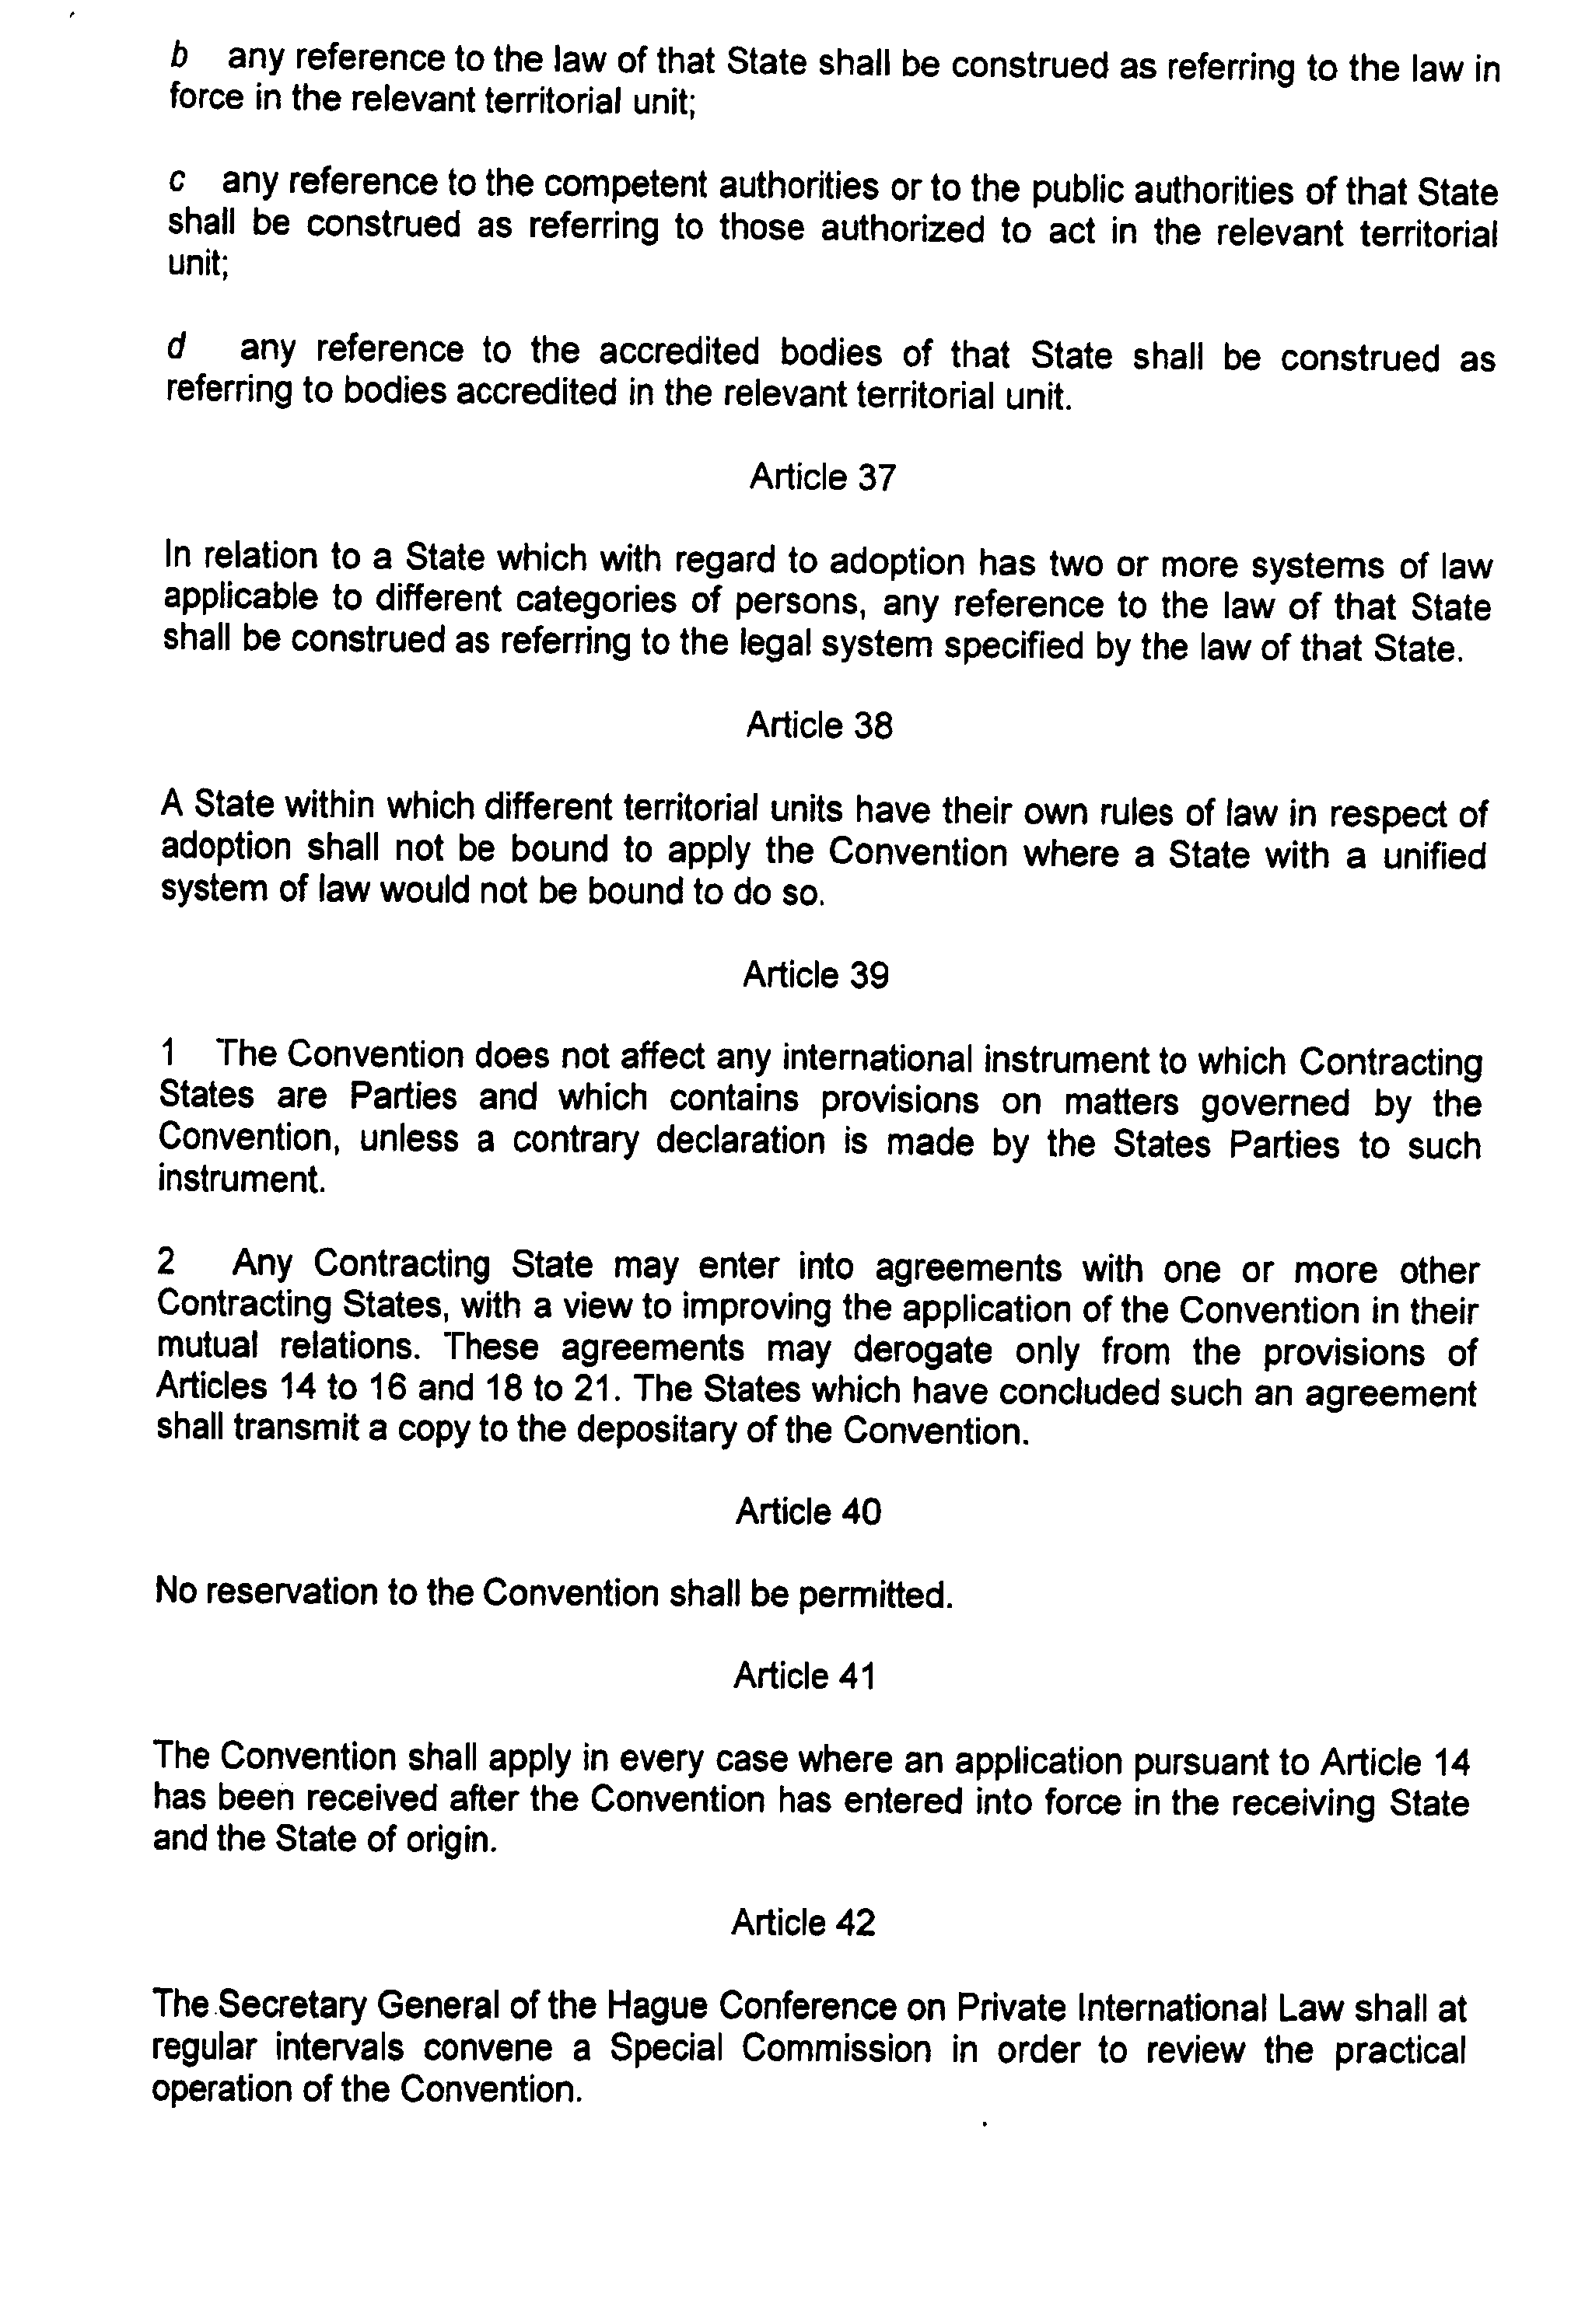 b any reference to the law of that State shall be construed as referring to the law in
force in the relevant territorial unit;
c any reference to the competent authorities or to the public authorities of that State
shall be construed as referring to those authorized to act in the relevant territorial
unit;
d any reference to the accredited bodies of that State shall be construed as
referring to bodies accredited in the relevant territorial unit.
Article 37
In relation to a State which with regard to adoption has two or more systems of law
applicable to different categories of persons, any reference to the law of that State
shall be construed as referring to the legal system specified by the law of that State.
Article 38
A State within which different territorial units have their own rules of law in respect of
adoption shall not be bound to apply the Convention where a State with a unified
system of law would not be bound to do so.
Article 39
1 The Convention does not affect any international instrument to which Contracting
States are Parties and which contains provisions on matters governed by the
Convention, unless a contrary declaration is made by the States Parties to such
instrument.
2 Any Contracting State may enter into agreements with one or more other
Contracting States, with a view to improving the application of the Convention in their
mutual relations. These agreements may derogate only from the provisions of
Articles 14 to 16 and 18 to 21. The States which have concluded such an agreement
shall transmit a copy to the depositary of the Convention.
Article 40
No reservation to the Convention shall be permitted.
Article 41
The Convention shall apply in every case where an application pursuant to Article 14
has been received after the Convention has entered into force in the receiving State
and the State of origin.
Article 42
The Secretary General of the Hague Conference on Private International Law shall at
regular intervals convene a Special Commission in order to review the practical
operation of the Convention.